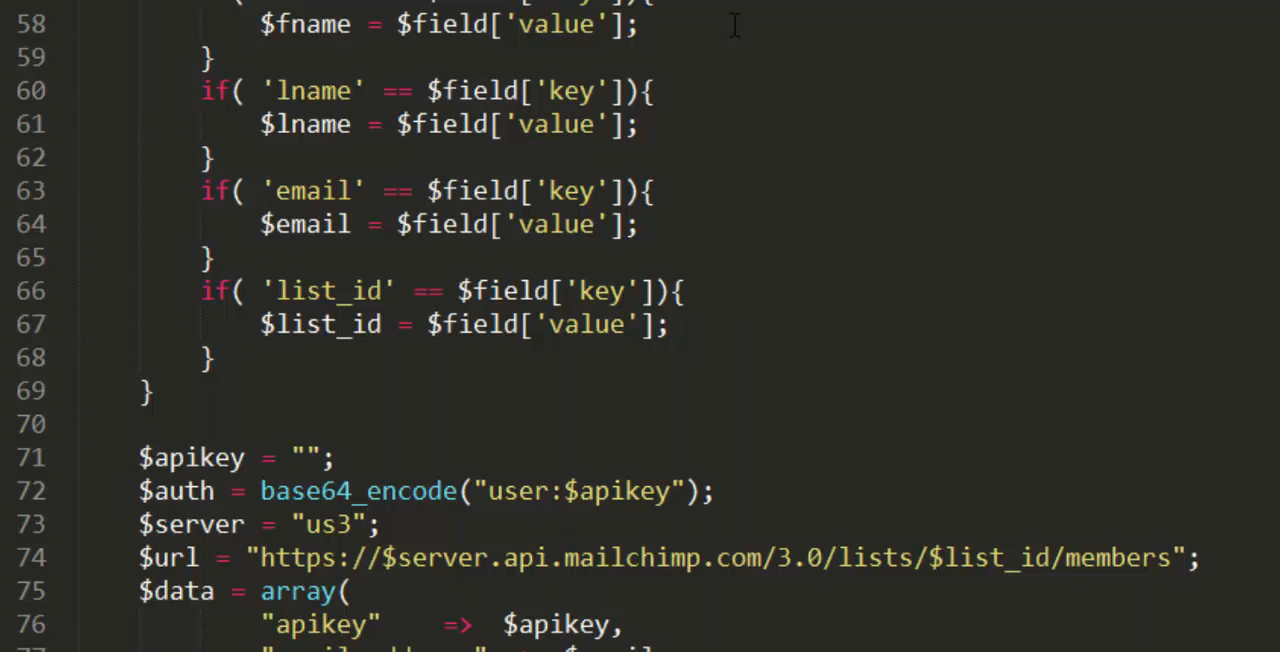 58 $fname = $field['value'];
59 }
60 if( 'lname' == $field['key']){
61 $lname = $field['value'];
62 }
63 if( 'email' == $field['key']){
64 $email = $field['value'];
65 }
66 if( 'list_id' == $field['key']){
67 $list_id = $field['value'];
68 }
69 }
70
71 $apikey = "";
72 $auth = base64_encode("user:$apikey");
73 $server = "us3";
74 $url = "https://$server.api.mailchimp.com/3.0/lists/$list_id/members";
75 $data = array(
76 "apikey" => $apikey,